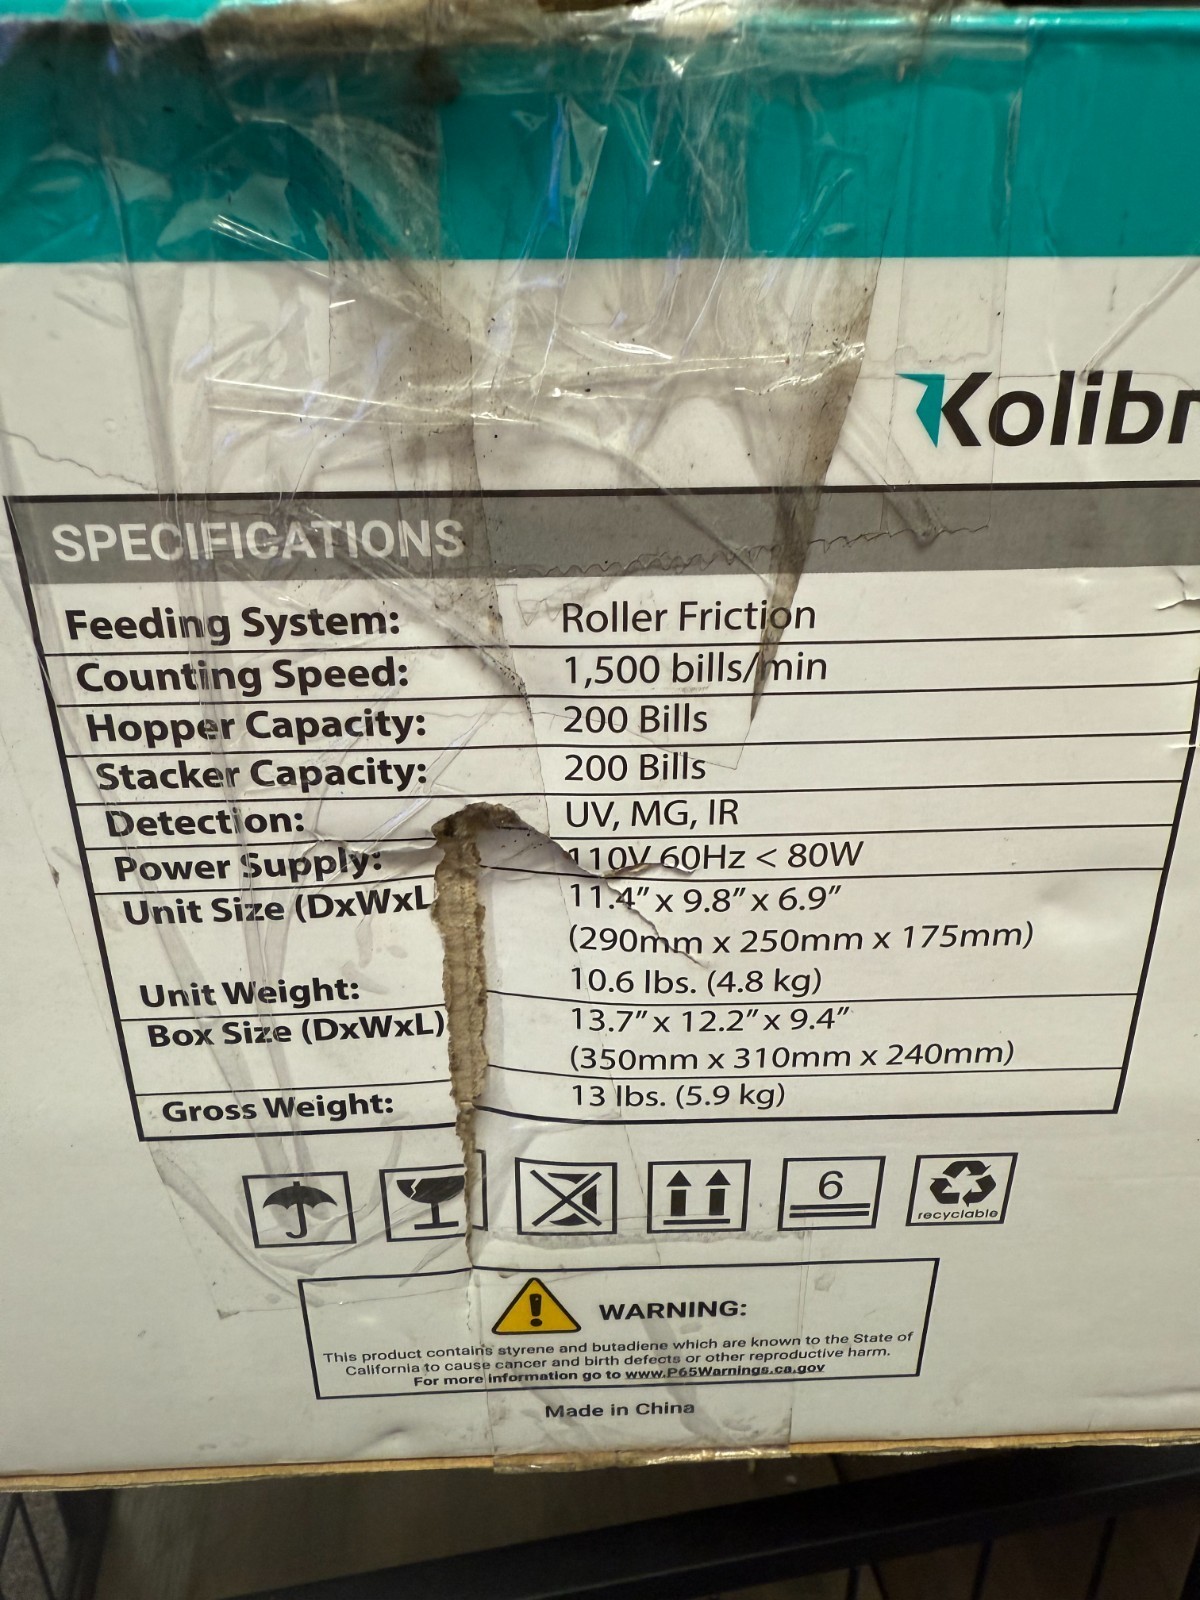 Kolibr
SPECIFICATIONS
Feeding System: Roller Friction
Counting Speed: 1,500 bills/min
Hopper Capacity: 200 Bills
Stacker Capacity: 200 Bills
Detection: UV, MG, IR
Power Supply: 110V 60Hz < 80W
Unit Size (DxWxL 11.4” x 9.8” x 6.9”
(290mm x 250mm x 175mm)
Unit Weight: 10.6 lbs. (4.8 kg)
Box Size (DxWxL) 13.7” x 12.2” x 9.4”
(350mm x 310mm x 240mm)
Gross Weight: 13 lbs. (5.9 kg)
6
recyclable
WARNING:
This product contains styrene and butadiene which are known to the State of
California to cause cancer and birth defects or other reproductive harm.
For more information go to www.P65Warnings.ca.gov
Made in China